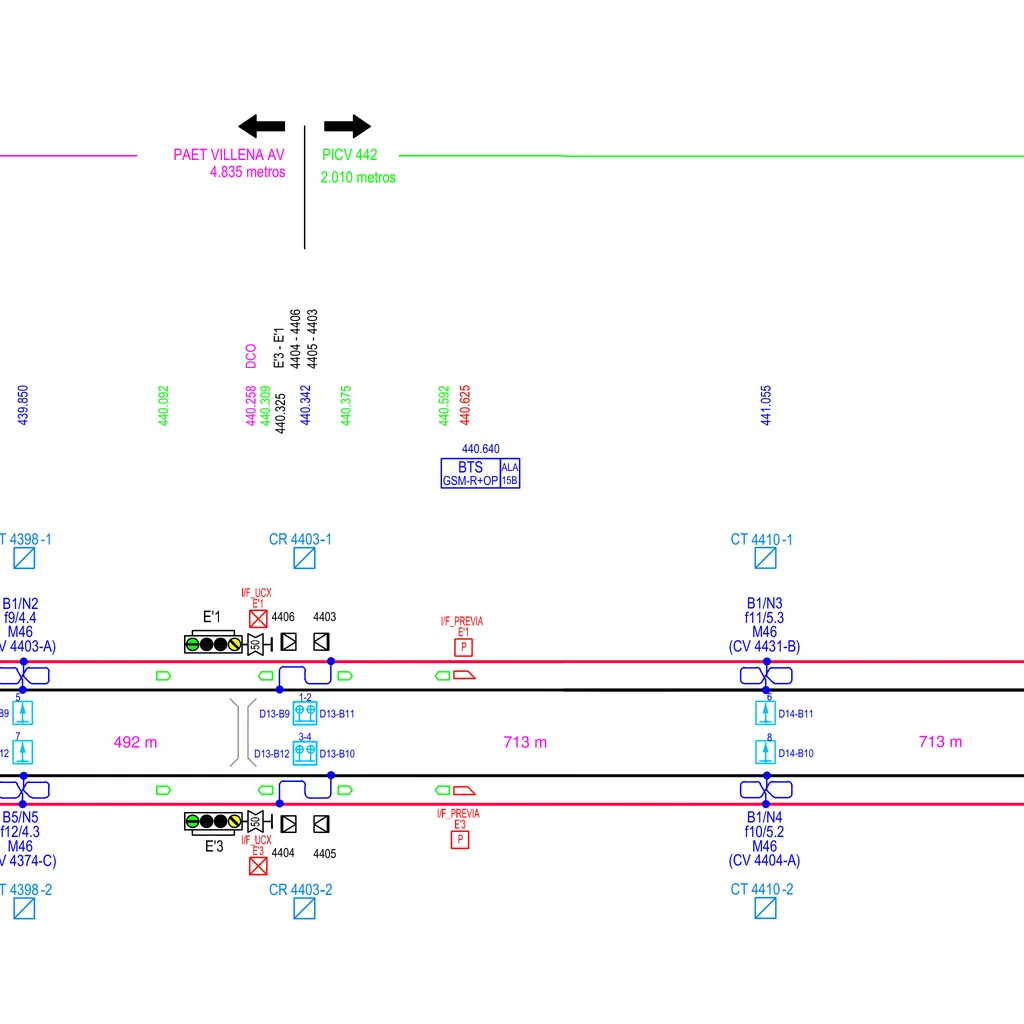 PAET VILLENA AV
4.835 metros
PICV 442
2.010 metros
DCO
E'3 - E'1
4404 - 4406
4405 - 4403
439.850
440.092
440.258
440.309
440.325
440.342
440.375
440.592
440.625
441.055
440.640
BTS
GSM-R+OP
ALA
15B
T 4398-1
CR 4403-1
CT 4410-1
B1/N2
f9/4.4
M46
V 4403-A)
E'1
I/F_UCX
E'1
4406
4403
50
I/F_PREVIA
E'1
P
B1/N3
f11/5.3
M46
(CV 4431-B)
5
B9
1-2
D13-B9
D13-B11
6
D14-B11
492 m
713 m
713 m
7
12
3-4
D13-B12
D13-B10
8
D14-B10
B5/N5
f12/4.3
M46
V 4374-C)
E'3
50
I/F_UCX
E'3
4404
4405
I/F_PREVIA
E'3
P
B1/N4
f10/5.2
M46
(CV 4404-A)
T 4398-2
CR 4403-2
CT 4410-2